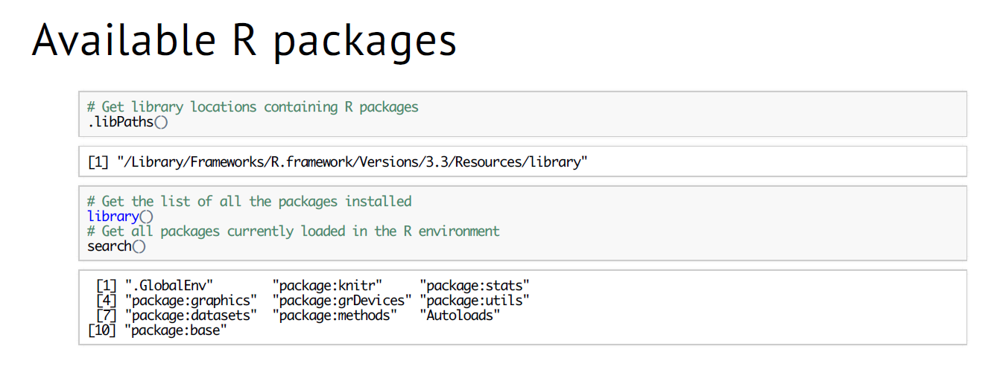 Available R packages
# Get library locations containing R packages
.libPaths()
[1] "/Library/Frameworks/R.framework/Versions/3.3/Resources/library"
# Get the list of all the packages installed
library()
# Get all packages currently loaded in the R environment
search()
[1] ".GlobalEnv" "package:knitr" "package:stats"
[4] "package:graphics" "package:grDevices" "package:utils"
[7] "package:datasets" "package:methods" "Autoloads"
[10] "package:base"